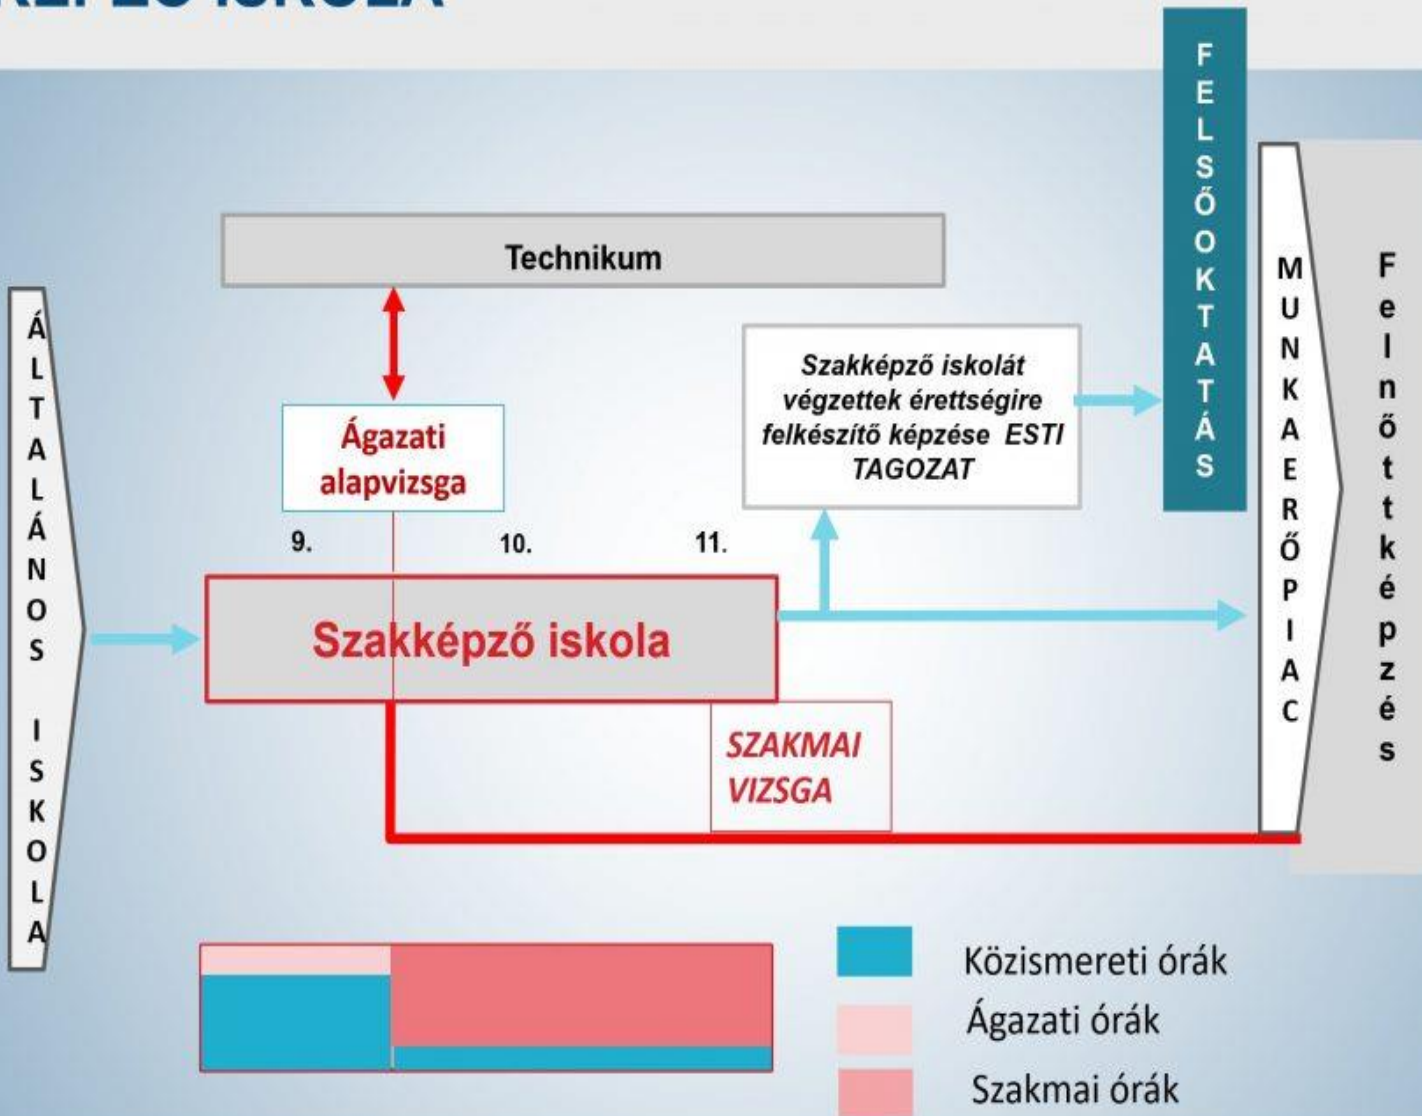 ISKOLA
Technikum
ÁLTALÁNOS ISKOLA
Ágazati
alapvizsga
Szakképző iskolát
végzettek érettségire
felkészítő képzése ESTI
TAGOZAT
FELSŐOKTATÁS
MUNKAERŐPIAC
Felnőttképzés
9.
10.
11.
Szakképző iskola
SZAKMAI
VIZSGA
Közismereti órák
Ágazati órák
Szakmai órák